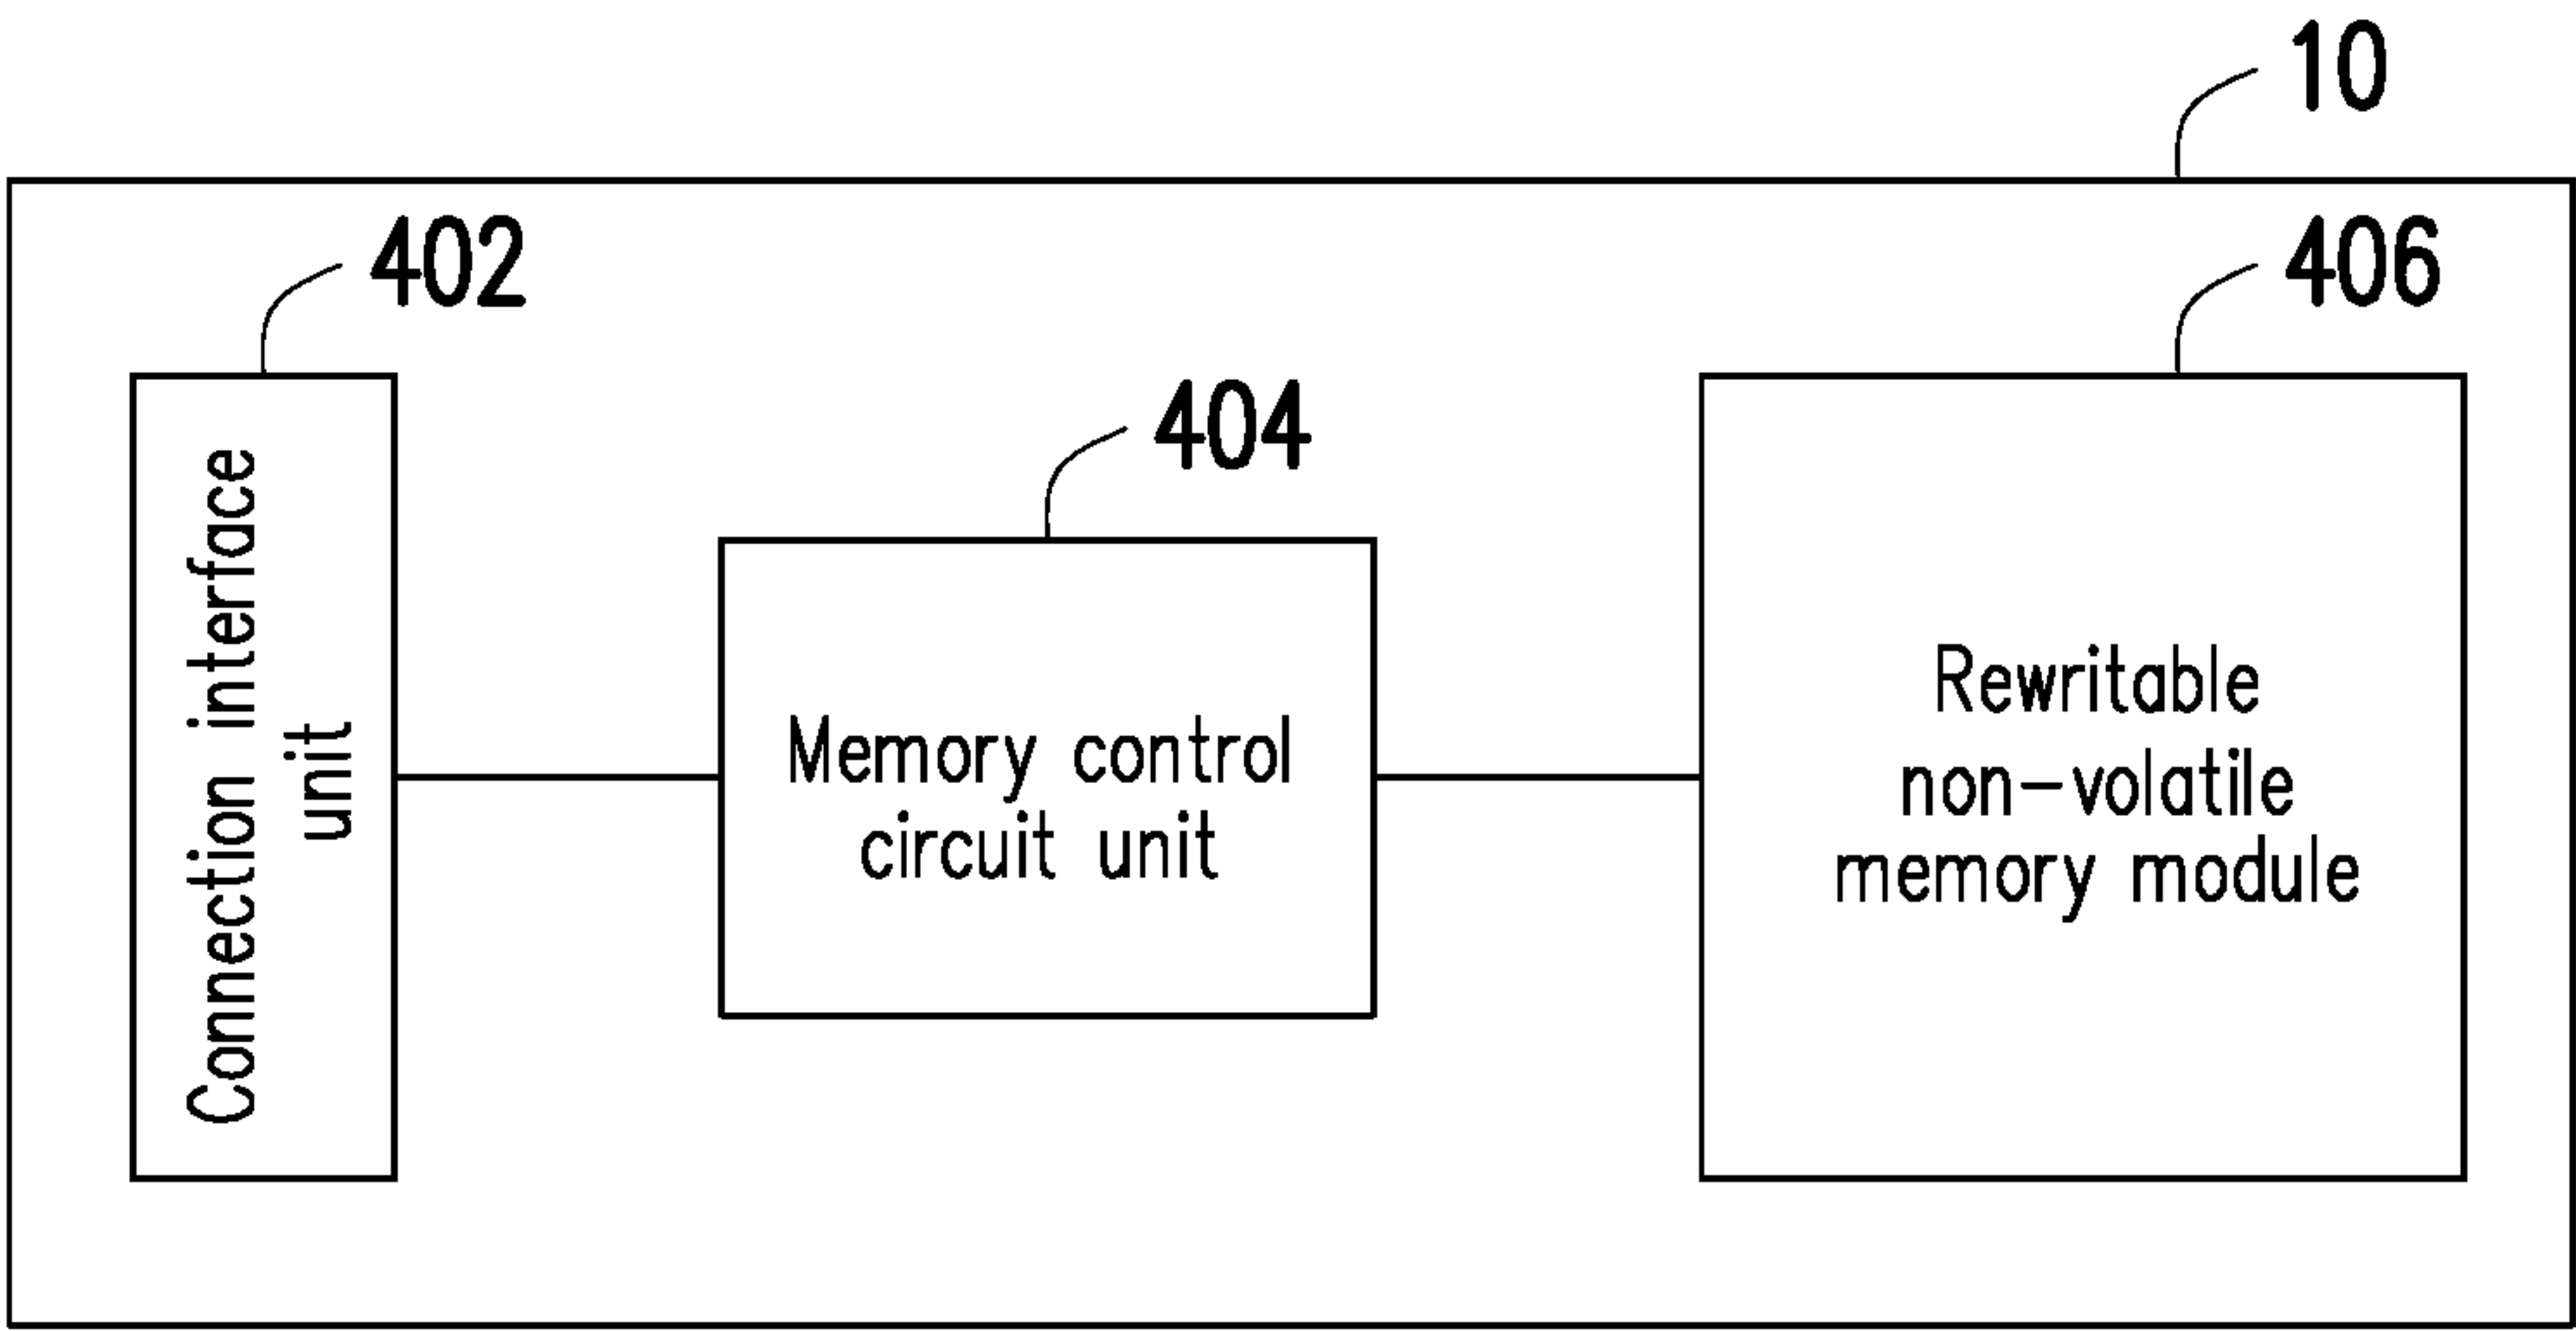 10
402
406
404
Connection interface
unit
Memory control
circuit unit
Rewritable
non-volatile
memory module